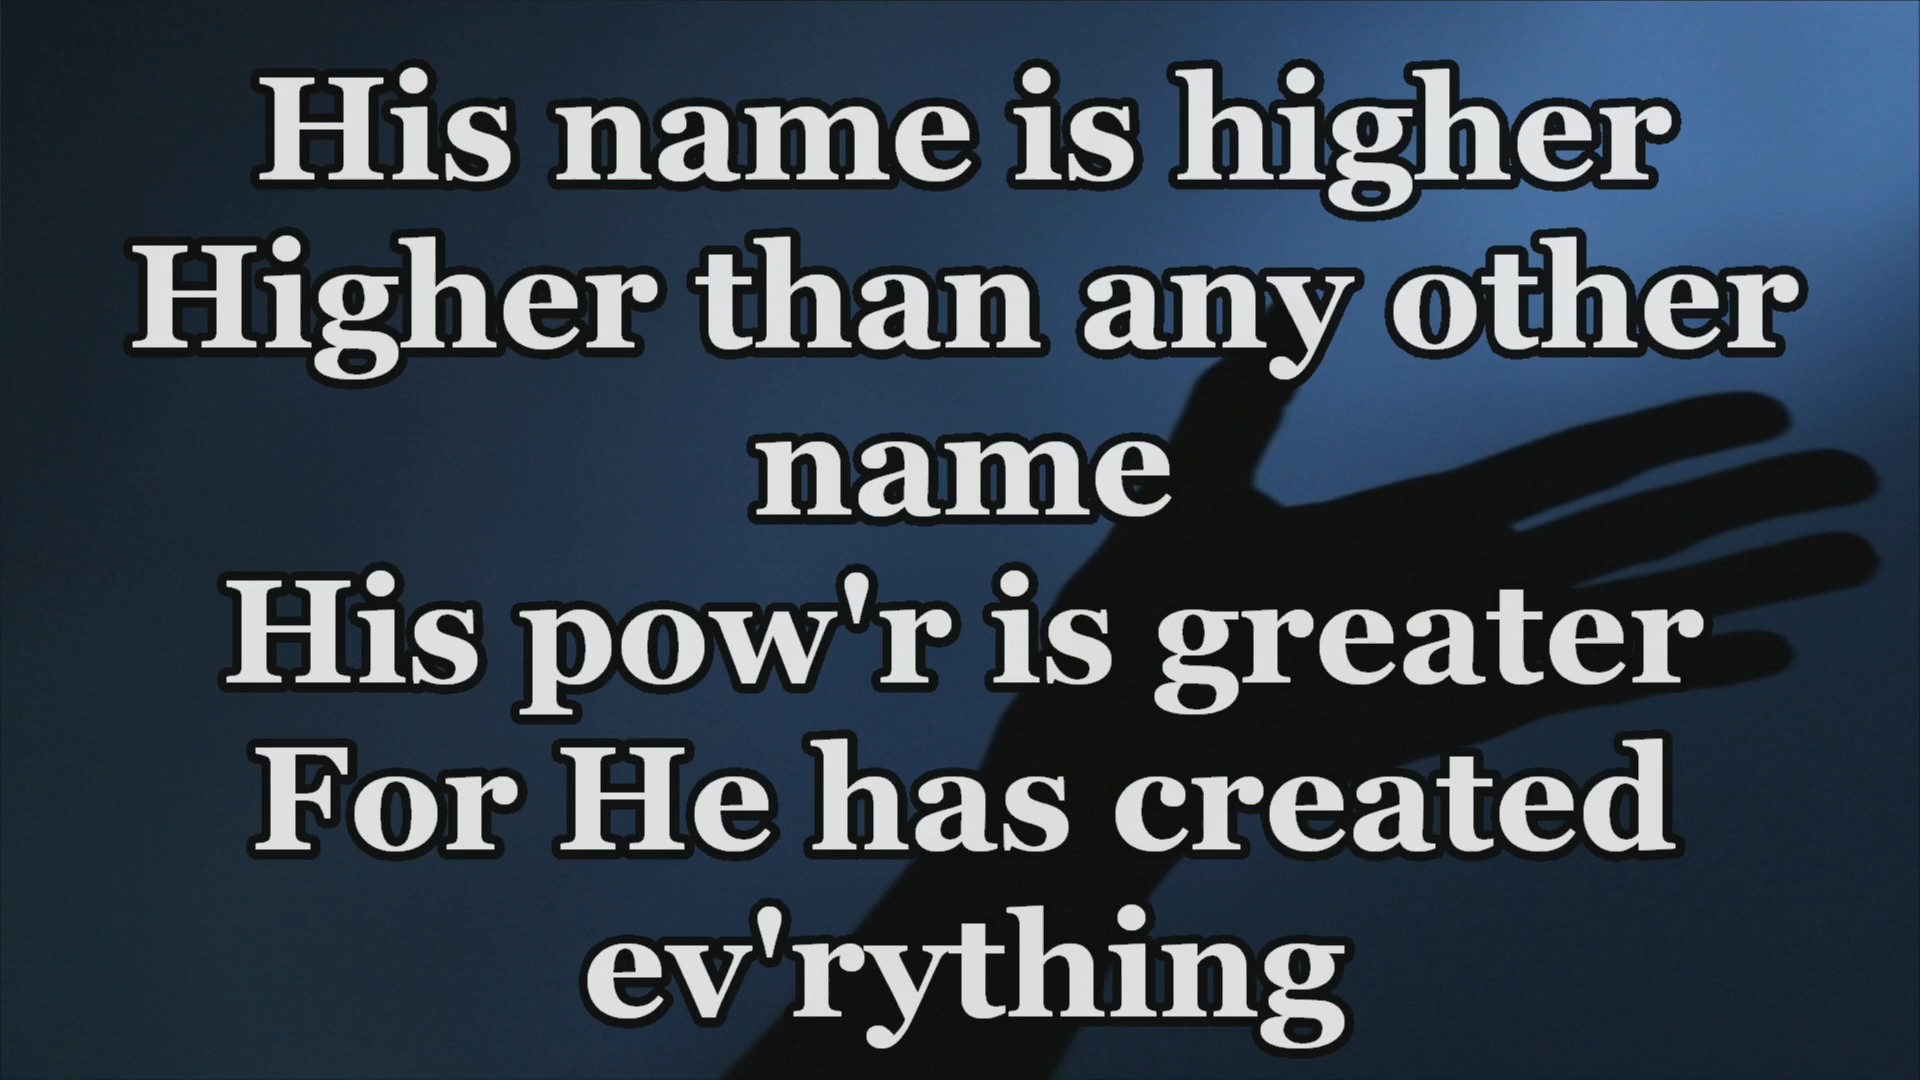 His name is higher
Higher than any other
name
His pow'r is greater
For He has created
ev'rything